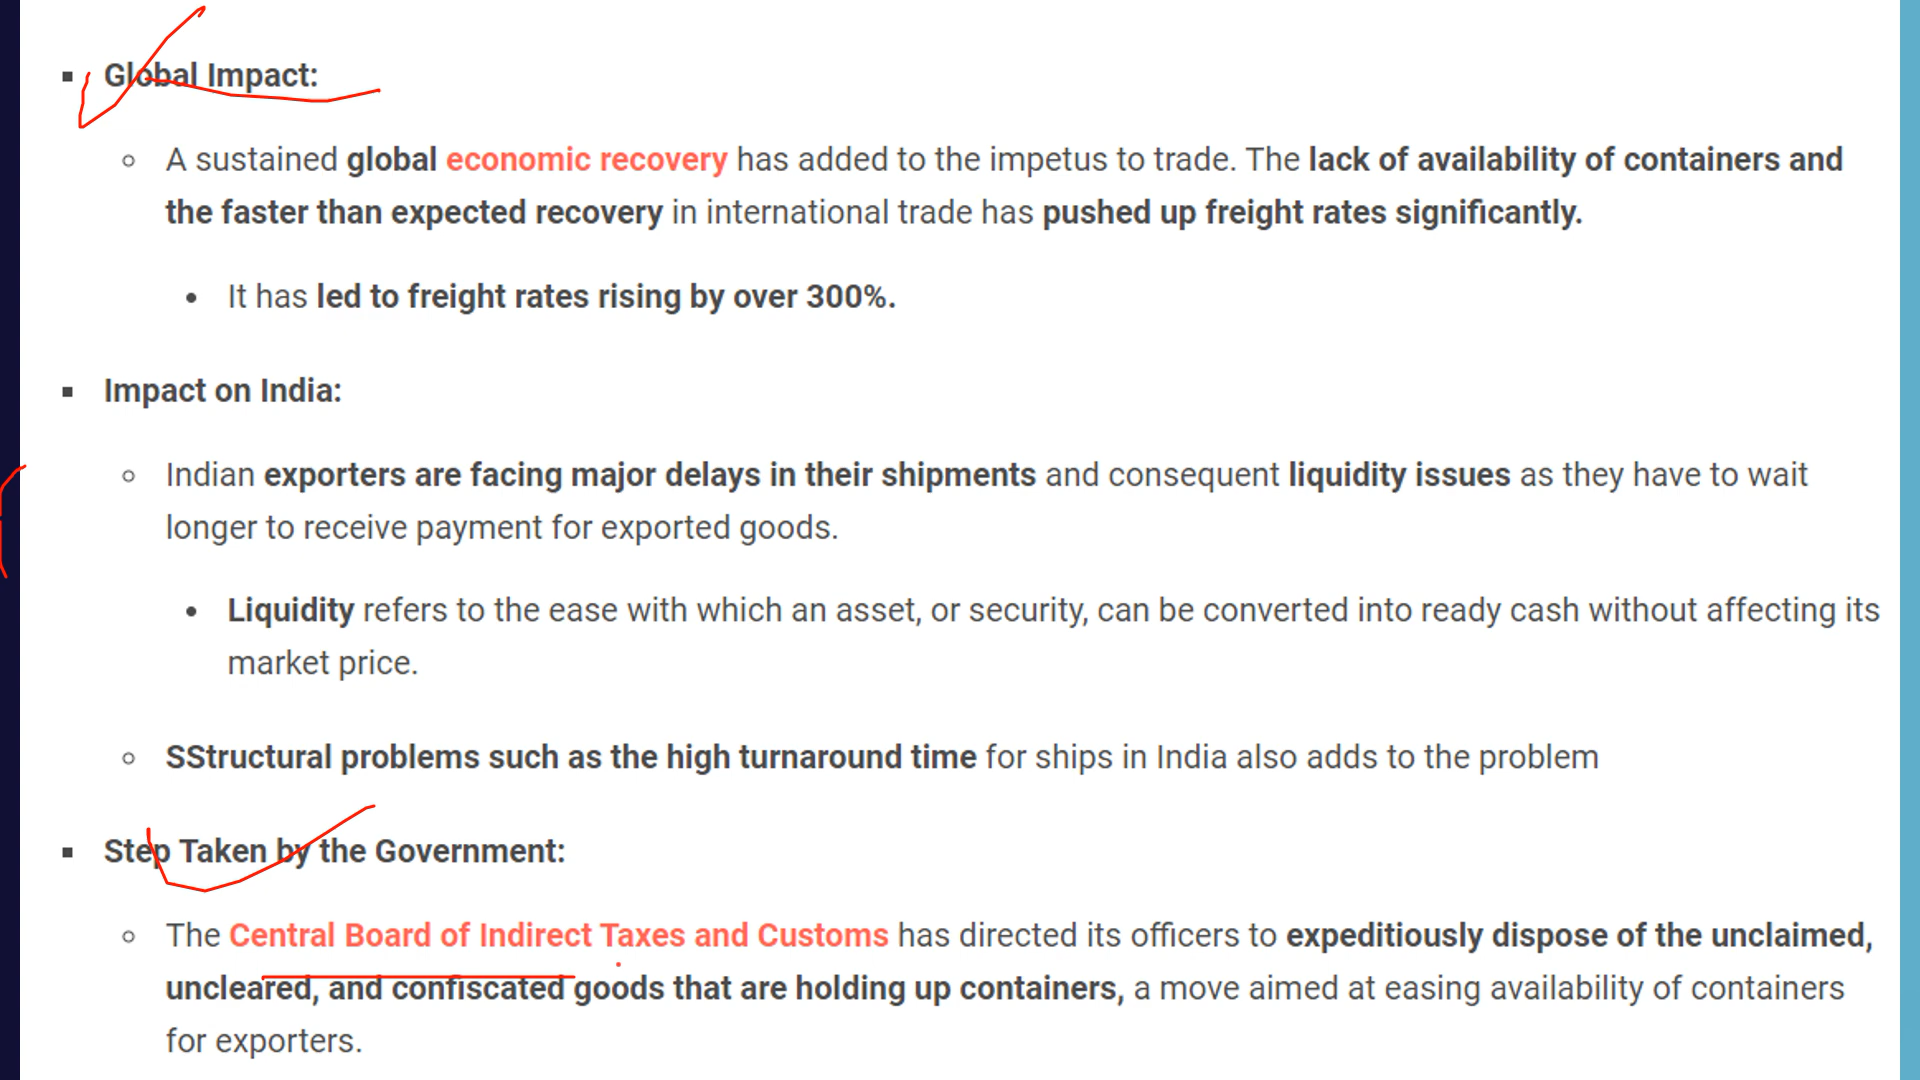 Global Impact:
A sustained global economic recovery has added to the impetus to trade. The lack of availability of containers and
the faster than expected recovery in international trade has pushed up freight rates significantly.
It has led to freight rates rising by over 300%.
Impact on India:
Indian exporters are facing major delays in their shipments and consequent liquidity issues as they have to wait
longer to receive payment for exported goods.
Liquidity refers to the ease with which an asset, or security, can be converted into ready cash without affecting its
market price.
SStructural problems such as the high turnaround time for ships in India also adds to the problem
Step Taken by the Government:
The Central Board of Indirect Taxes and Customs has directed its officers to expeditiously dispose of the unclaimed,
uncleared, and confiscated goods that are holding up containers, a move aimed at easing availability of containers
for exporters.